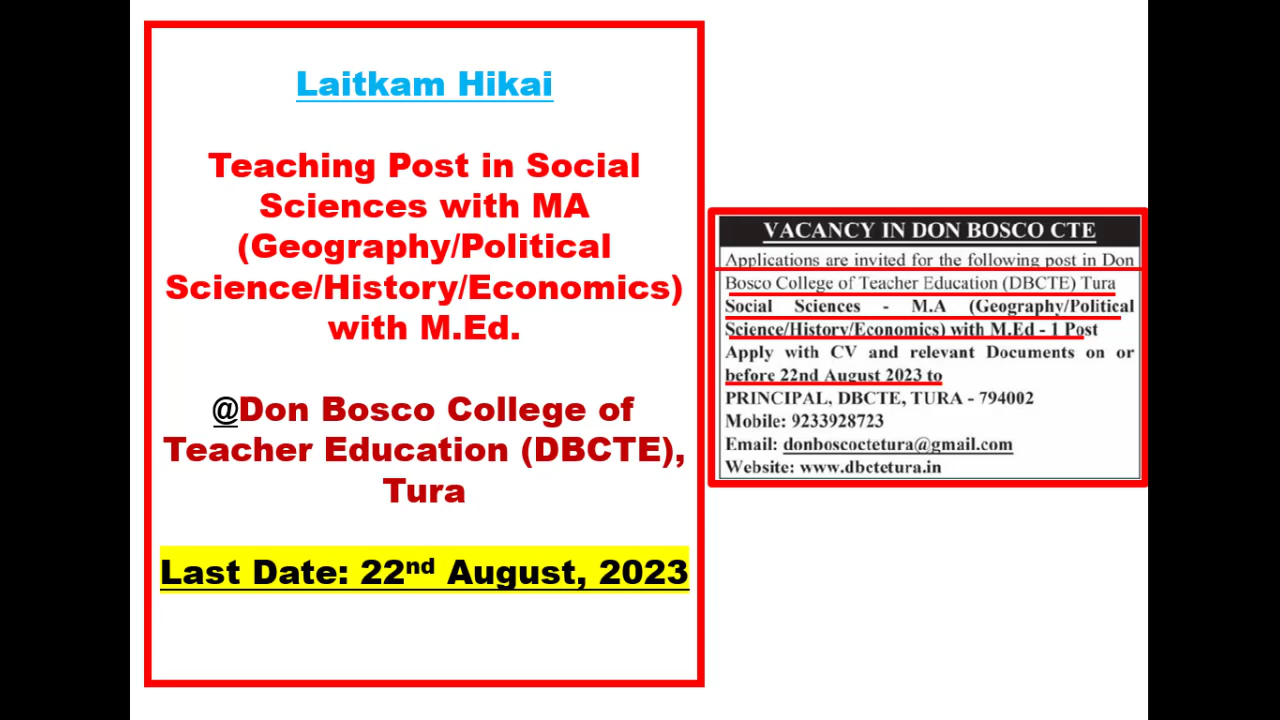 Laitkam Hikai
Teaching Post in Social
Sciences with MA
(Geography/Political
Science/History/Economics)
with M.Ed.
@Don Bosco College of
Teacher Education (DBCTE),
Tura
Last Date: 22nd August, 2023
VACANCY IN DON BOSCO CTE
Applications are invited for the following post in Don
Bosco College of Teacher Education (DBCTE) Tura
Social Sciences - M.A (Geography/Political
Science/History/Economics) with M.Ed - 1 Post
Apply with CV and relevant Documents on or
before 22nd August 2023 to
PRINCIPAL, DBCTE, TURA - 794002
Mobile: 9233928723
Email: donboscoctetura@gmail.com
Website: www.dbctetura.in